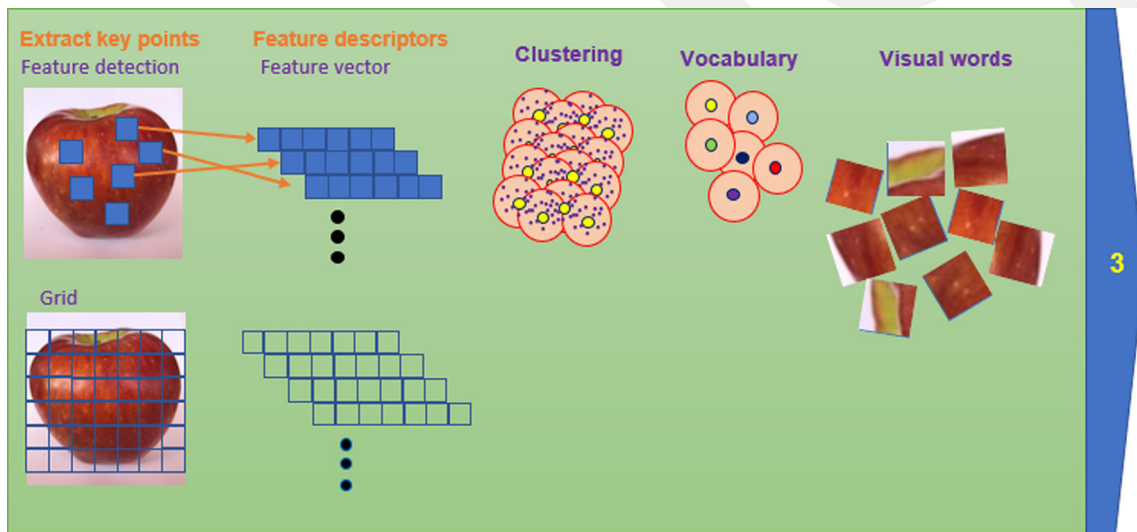 Extract key points
Feature detection
Feature descriptors
Feature vector
Clustering
Vocabulary
Visual words
3
Grid